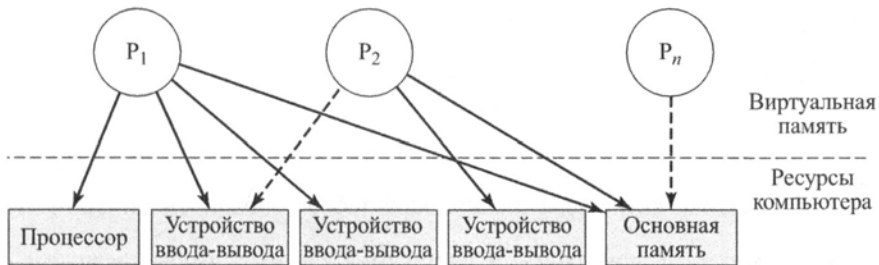 P1
P2
Pn
Виртуальная
память
Ресурсы
компьютера
Процессор
Устройство
ввода-вывода
Устройство
ввода-вывода
Устройство
ввода-вывода
Основная
память